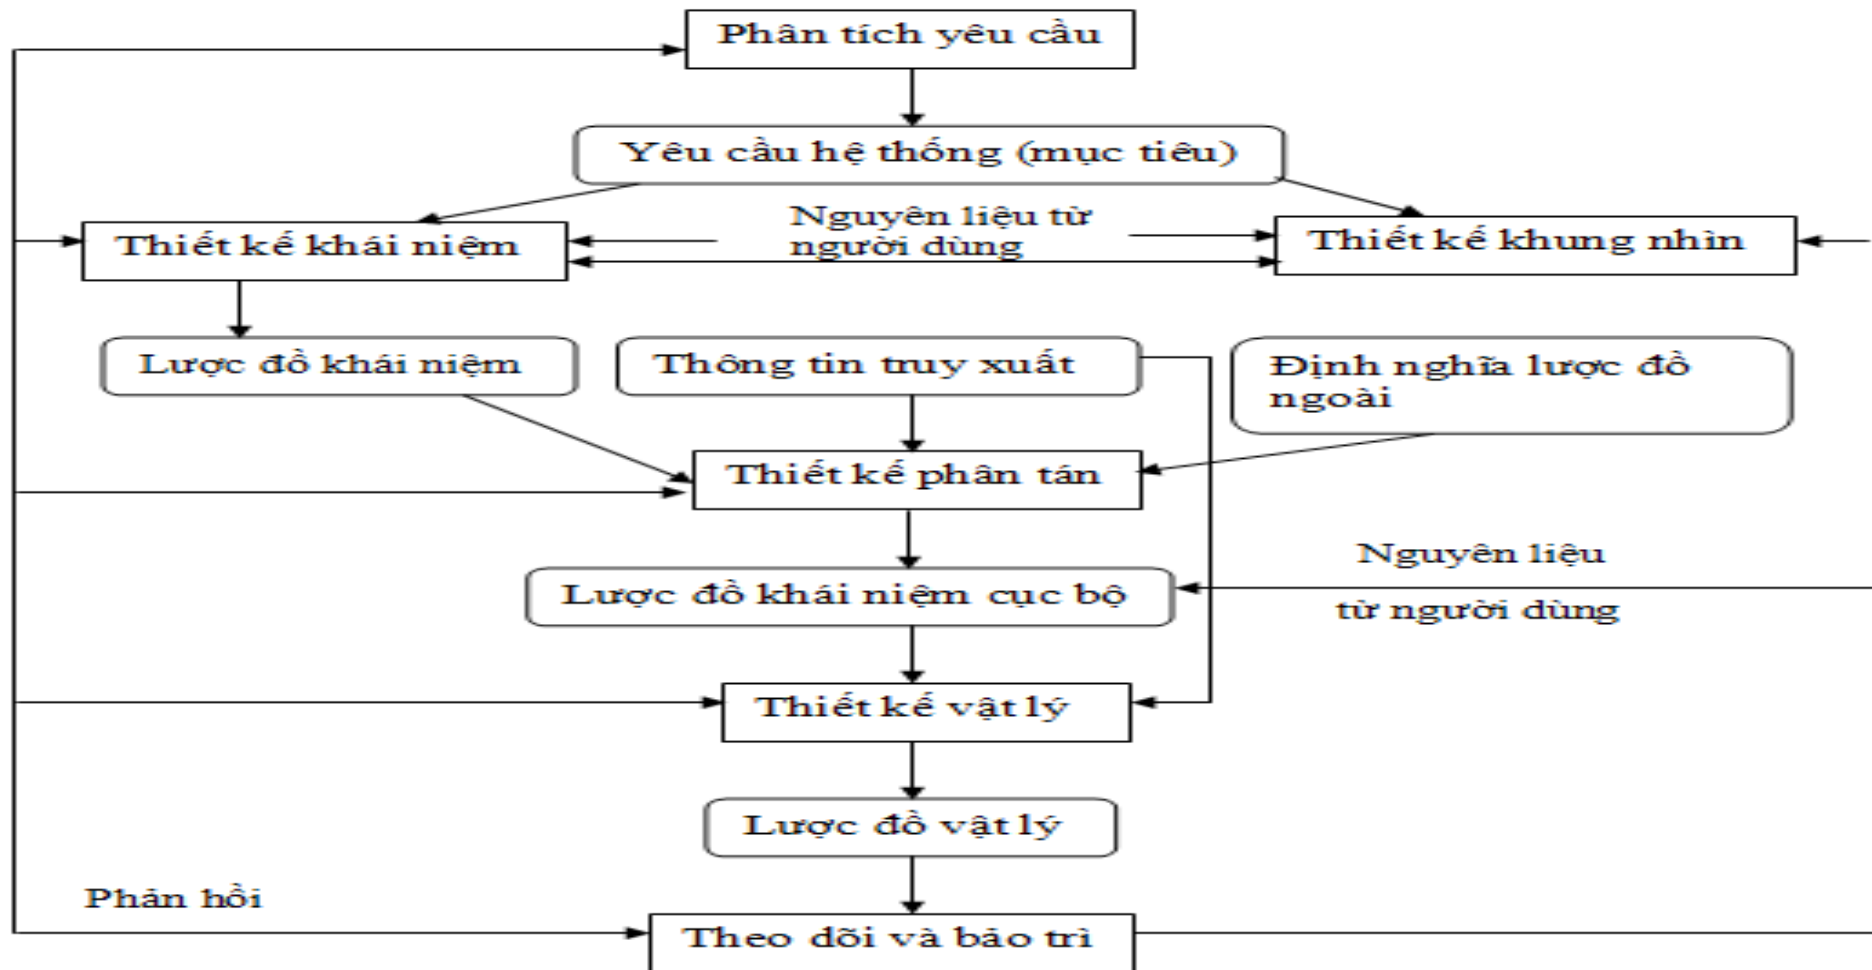 Phân tích yêu cầu
Yêu cầu hệ thống (mục tiêu)
Nguyên liệu từ
người dùng
Thiết kế khái niệm
Thiết kế khung nhìn
Lược đồ khái niệm
Thông tin truy xuất
Định nghĩa lược đồ
ngoài
Thiết kế phân tán
Nguyên liệu
từ người dùng
Lược đồ khái niệm cục bộ
Thiết kế vật lý
Lược đồ vật lý
Phản hồi
Theo dõi và bảo trì